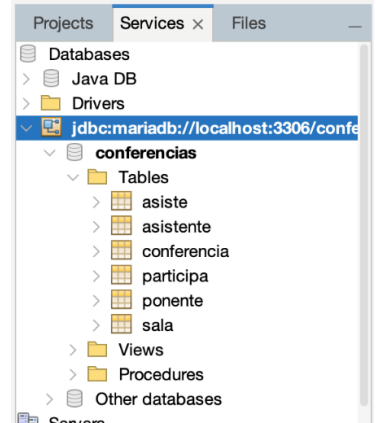 Projects Services × Files
Databases
Java DB
Drivers
jdbc:mariadb://localhost:3306/confe
conferencias
Tables
asiste
asistente
conferencia
participa
ponente
sala
Views
Procedures
Other databases
Servers